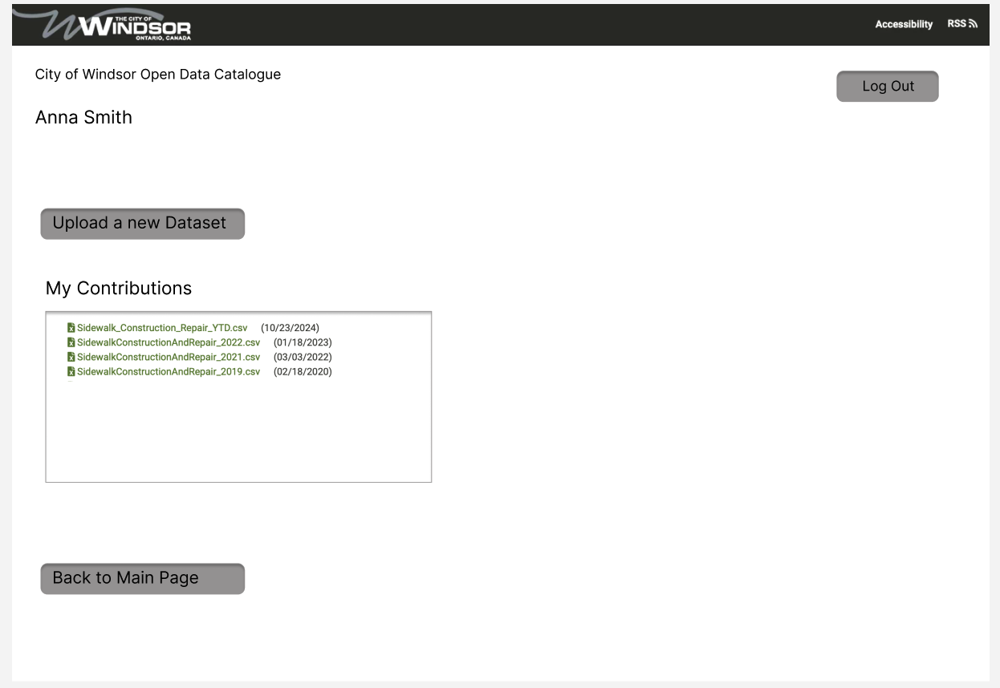 THE CITY OF
WINDSOR
ONTARIO, CANADA
Accessibility RSS
City of Windsor Open Data Catalogue
Log Out
Anna Smith
Upload a new Dataset
My Contributions
Sidewalk_Construction_Repair_YTD.csv (10/23/2024)
SidewalkConstructionAndRepair_2022.csv (01/18/2023)
SidewalkConstructionAndRepair_2021.csv (03/03/2022)
SidewalkConstructionAndRepair_2019.csv (02/18/2020)
Back to Main Page